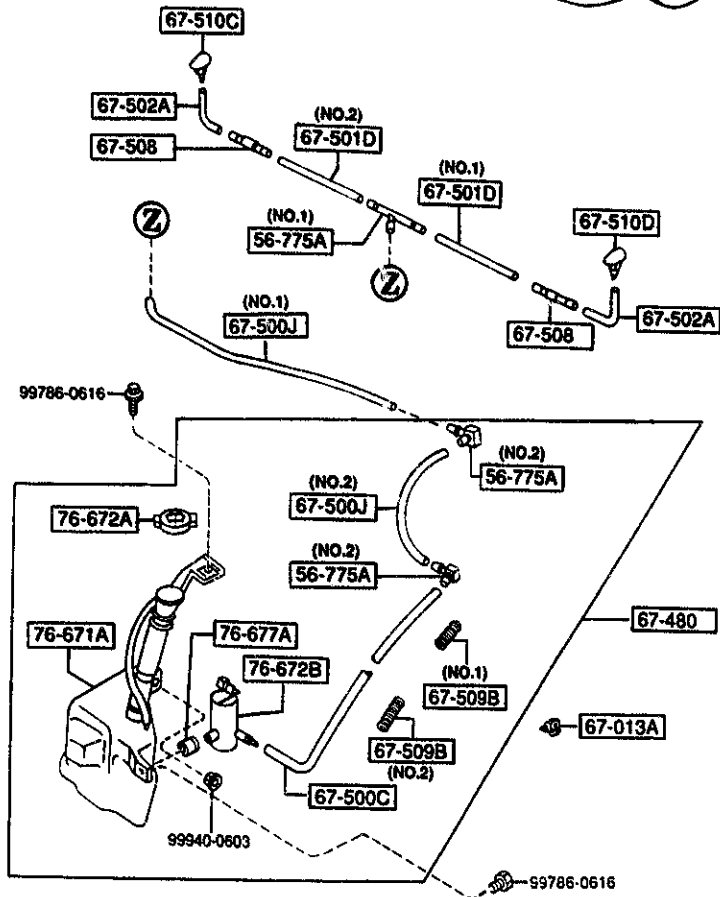 67-510C
67-502A
67-508
(NO.2)
67-501D
(NO.1)
67-501D
(NO.1)
56-775A
Z
Z
67-510D
67-508
67-502A
(NO.1)
67-500J
99786-0616
(NO.2)
56-775A
76-672A
(NO.2)
67-500J
(NO.2)
56-775A
67-480
76-671A
76-677A
76-672B
(NO.1)
67-509B
67-013A
67-509B
(NO.2)
67-500C
99940-0603
99786-0616